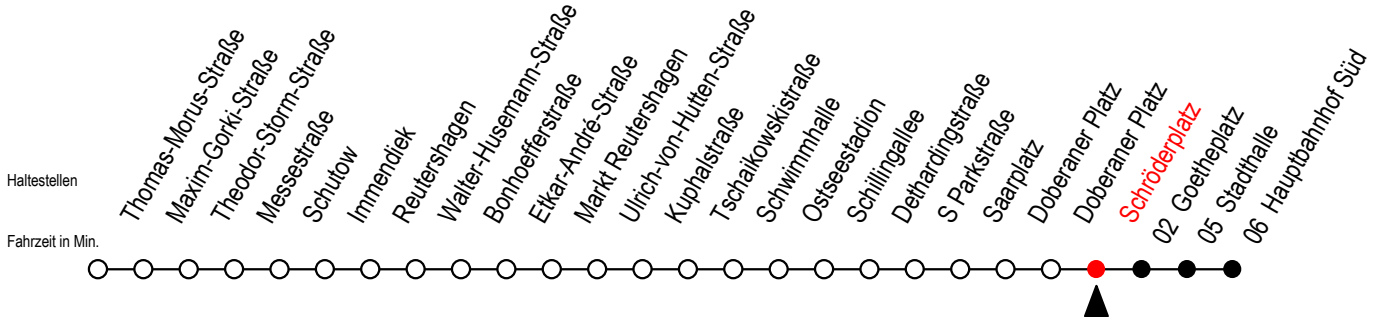 Haltestellen
Fahrzeit in Min.
Thomas-Morus-Straße
Maxim-Gorki-Straße
Theodor-Storm-Straße
Messestraße
Schutow
Immendiek
Reutershagen
Walter-Husemann-Straße
Bonhoefferstraße
Etkar-André-Straße
Markt Reutershagen
Ulrich-von-Hutten-Straße
Kuphalstraße
Tschaikowskistraße
Schwimmhalle
Ostseestadion
Schillingallee
Dethardingstraße
S Parkstraße
Saarplatz
Doberaner Platz
Doberaner Platz
Schröderplatz
02 Goetheplatz
05 Stadthalle
06 Hauptbahnhof Süd